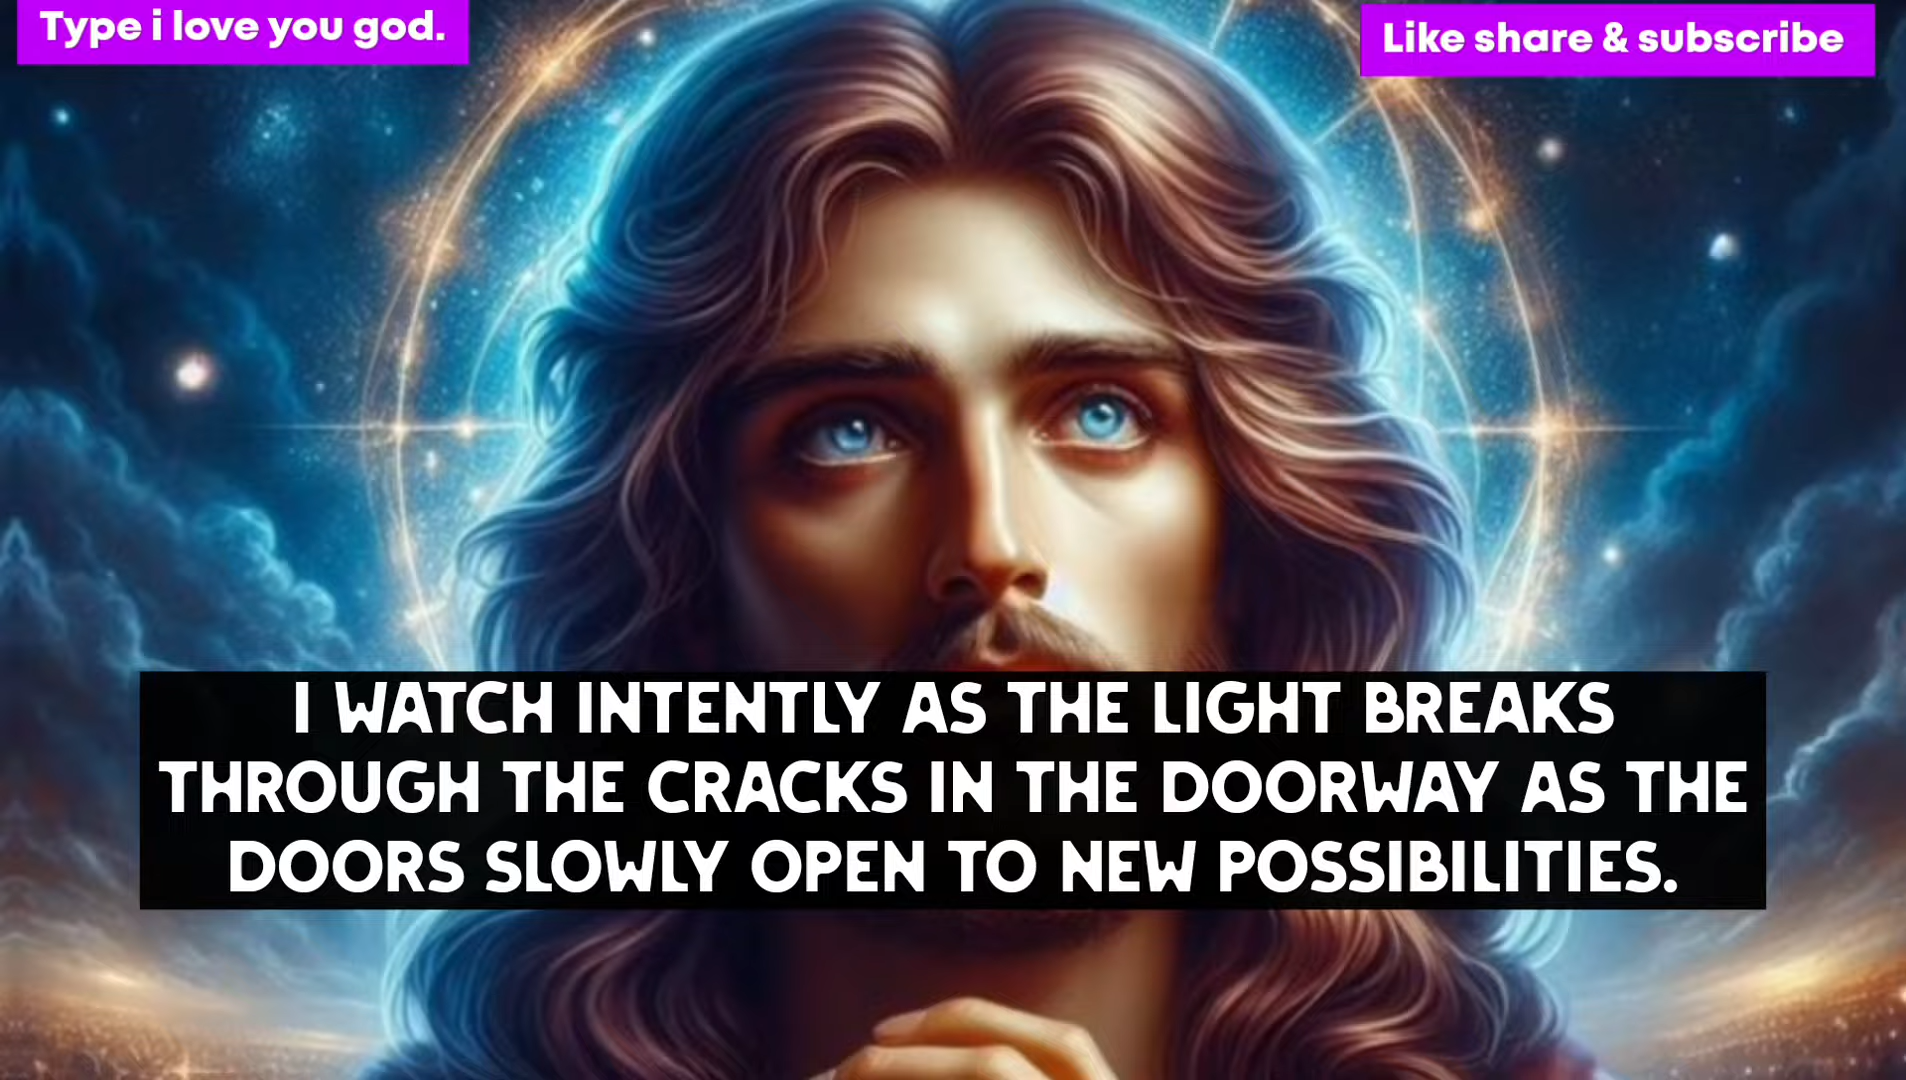 Type i love you god.
Like share & subscribe
I WATCH INTENTLY AS THE LIGHT BREAKS
THROUGH THE CRACKS IN THE DOORWAY AS THE
DOORS SLOWLY OPEN TO NEW POSSIBILITIES.